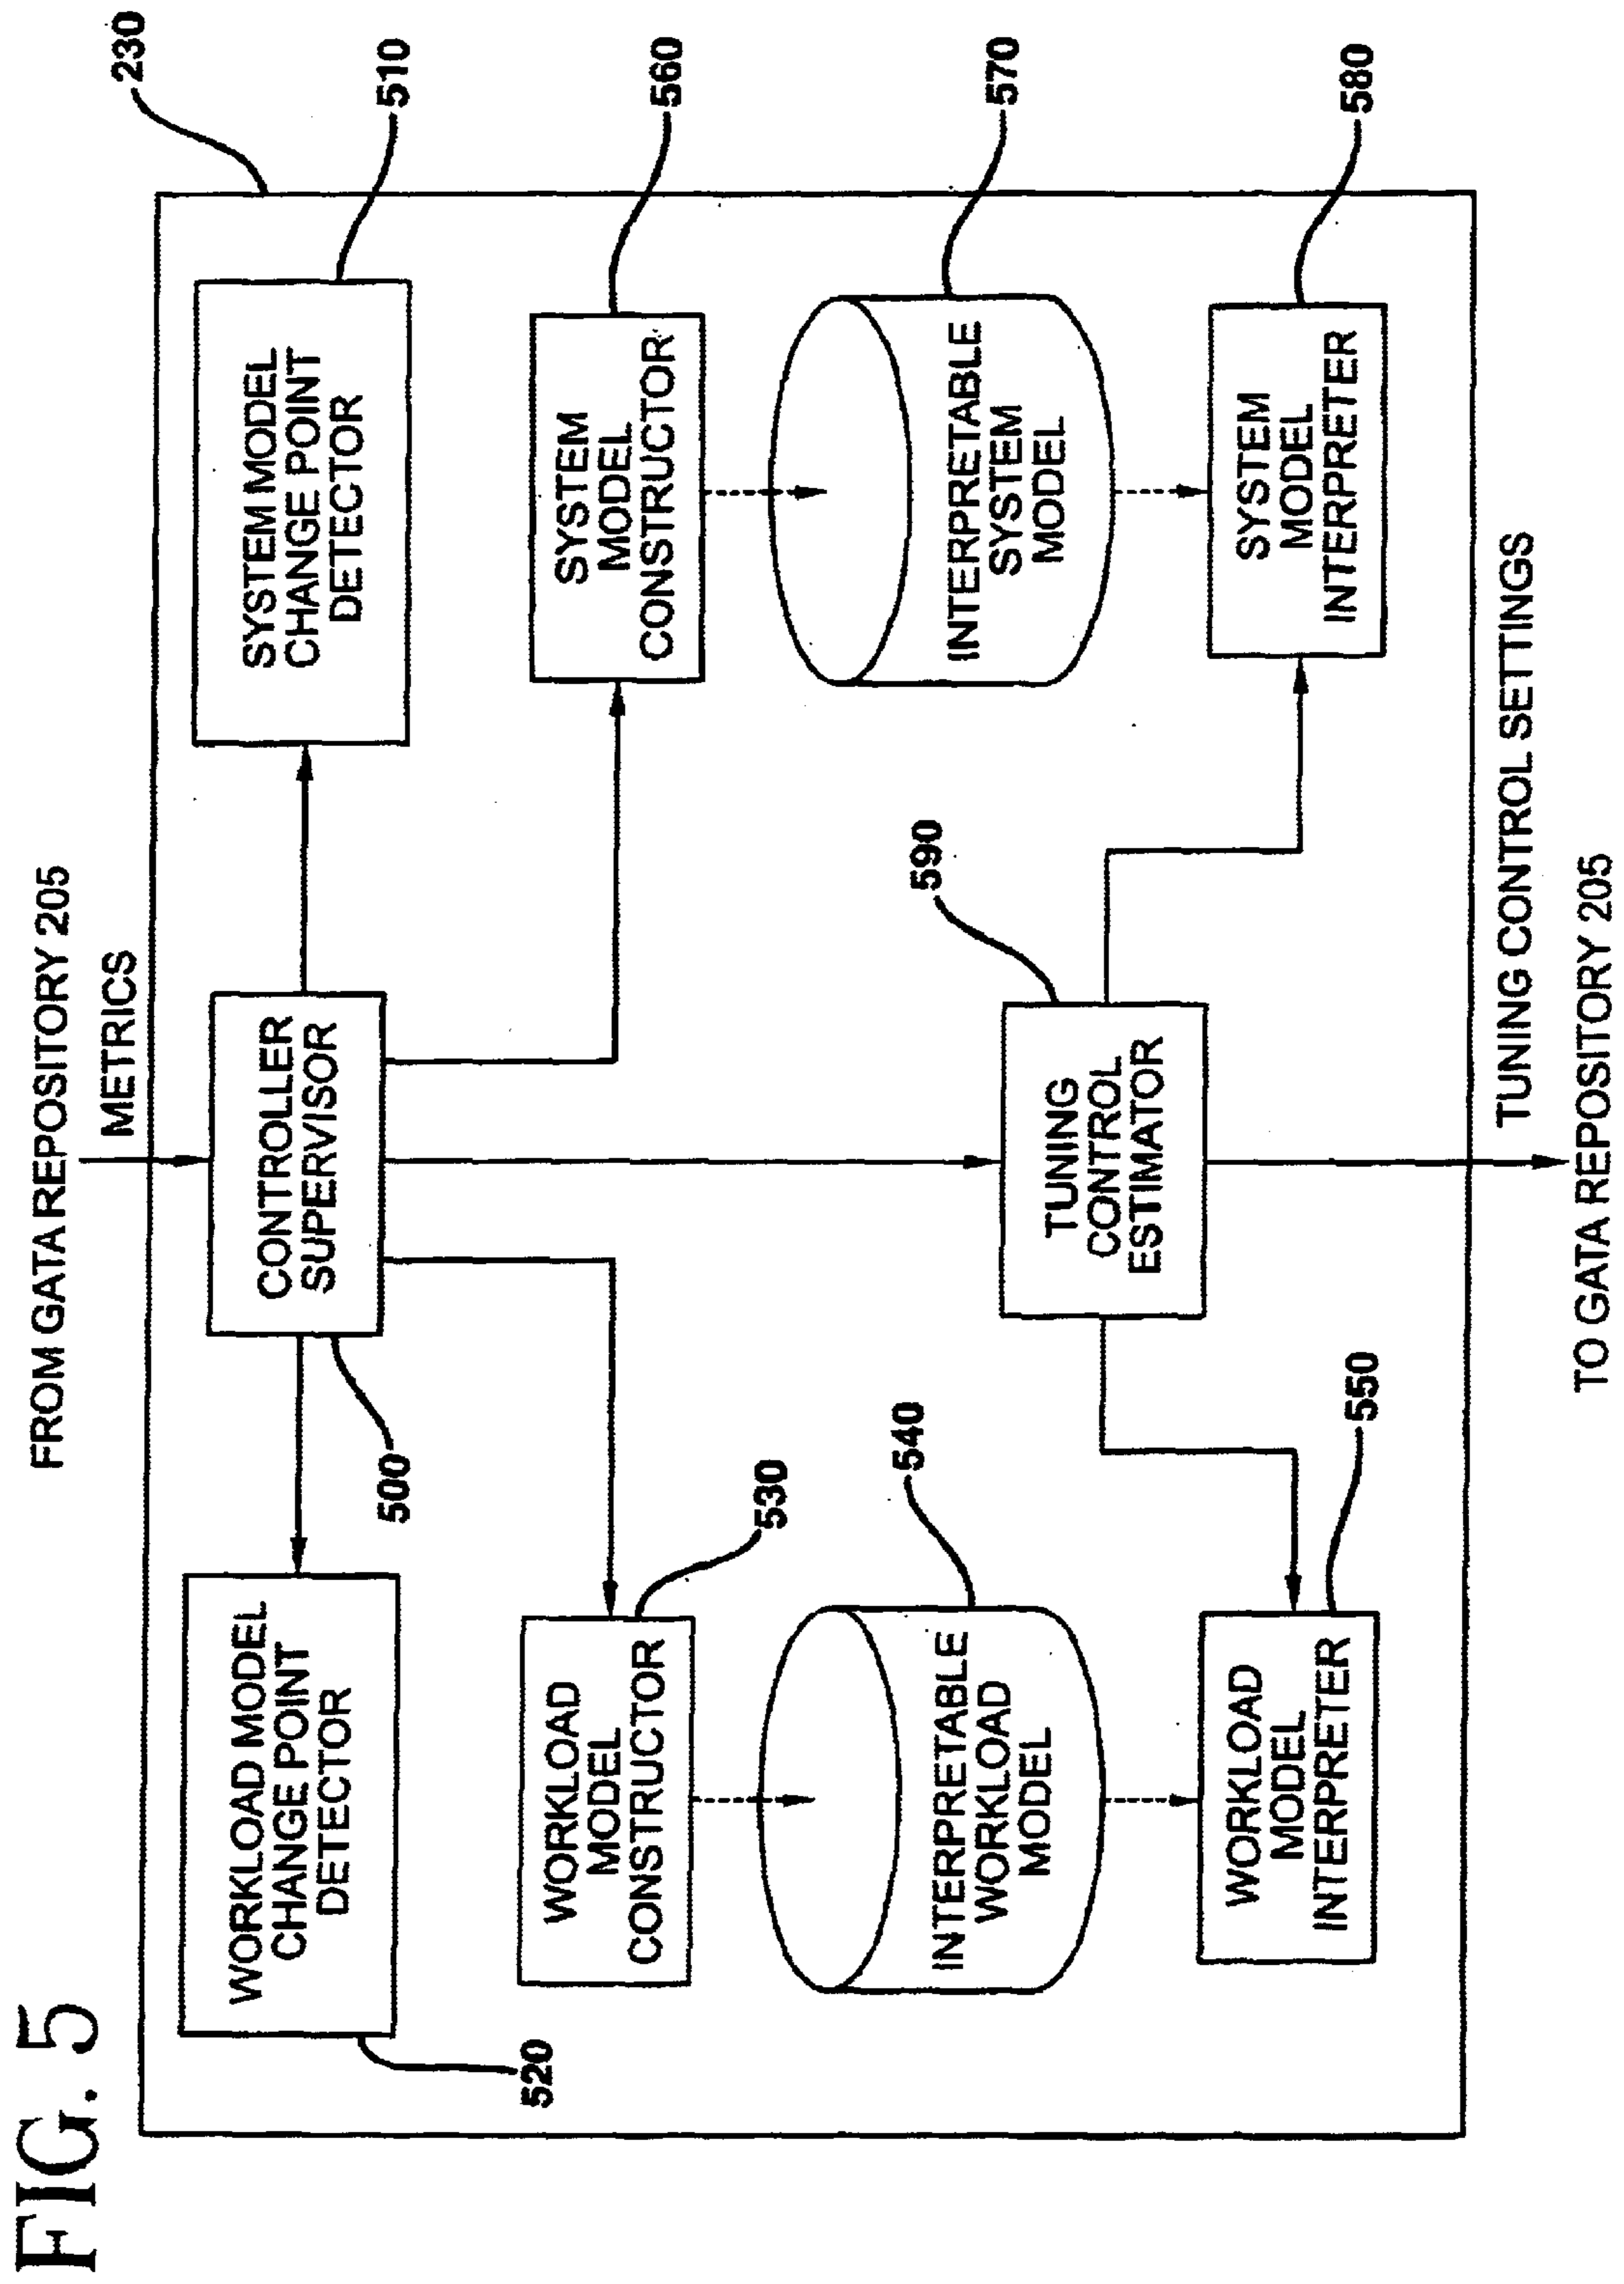 FIG. 5
FROM GATA REPOSITORY 205
METRICS
230
WORKLOAD MODEL
CHANGE POINT
DETECTOR
520
CONTROLLER
SUPERVISOR
500
SYSTEM MODEL
CHANGE POINT
DETECTOR
510
WORKLOAD
MODEL
CONSTRUCTOR
530
SYSTEM
MODEL
CONSTRUCTOR
560
INTERPRETABLE
WORKLOAD
MODEL
540
590
INTERPRETABLE
SYSTEM
MODEL
570
TUNING
CONTROL
ESTIMATOR
WORKLOAD
MODEL
INTERPRETER
550
SYSTEM
MODEL
INTERPRETER
580
TUNING CONTROL SETTINGS
TO GATA REPOSITORY 205